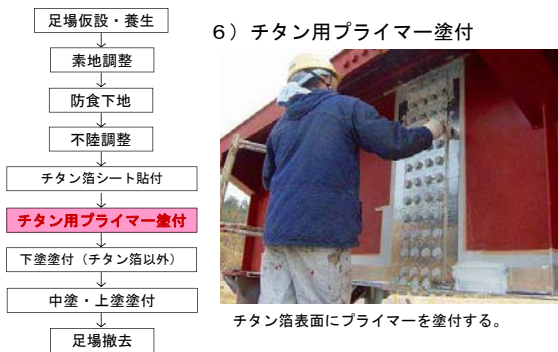 足場仮設・養生
素地調整
防食下地
不陸調整
チタン箔シート貼付
チタン用プライマー塗付
下塗塗付（チタン箔以外）
中塗・上塗塗付
足場撤去
６）チタン用プライマー塗付
チタン箔表面にプライマーを塗付する。